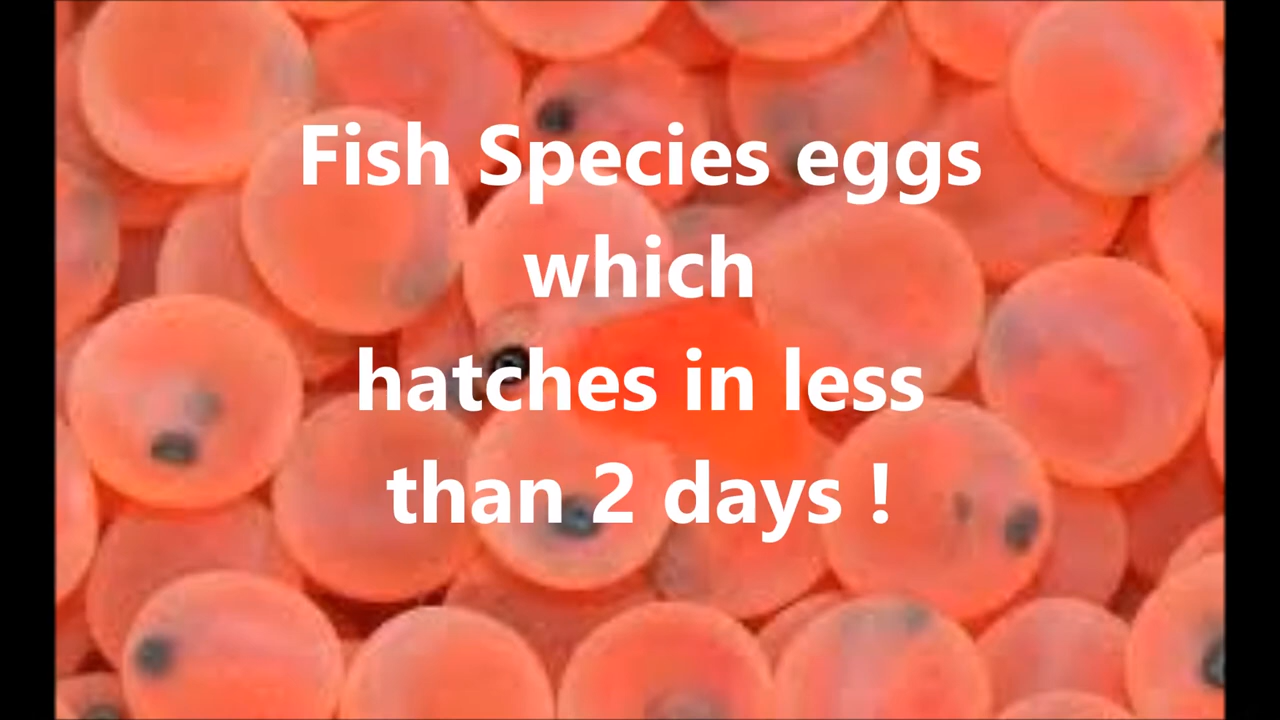 Fish Species eggs
which
hatches in less
than 2 days !